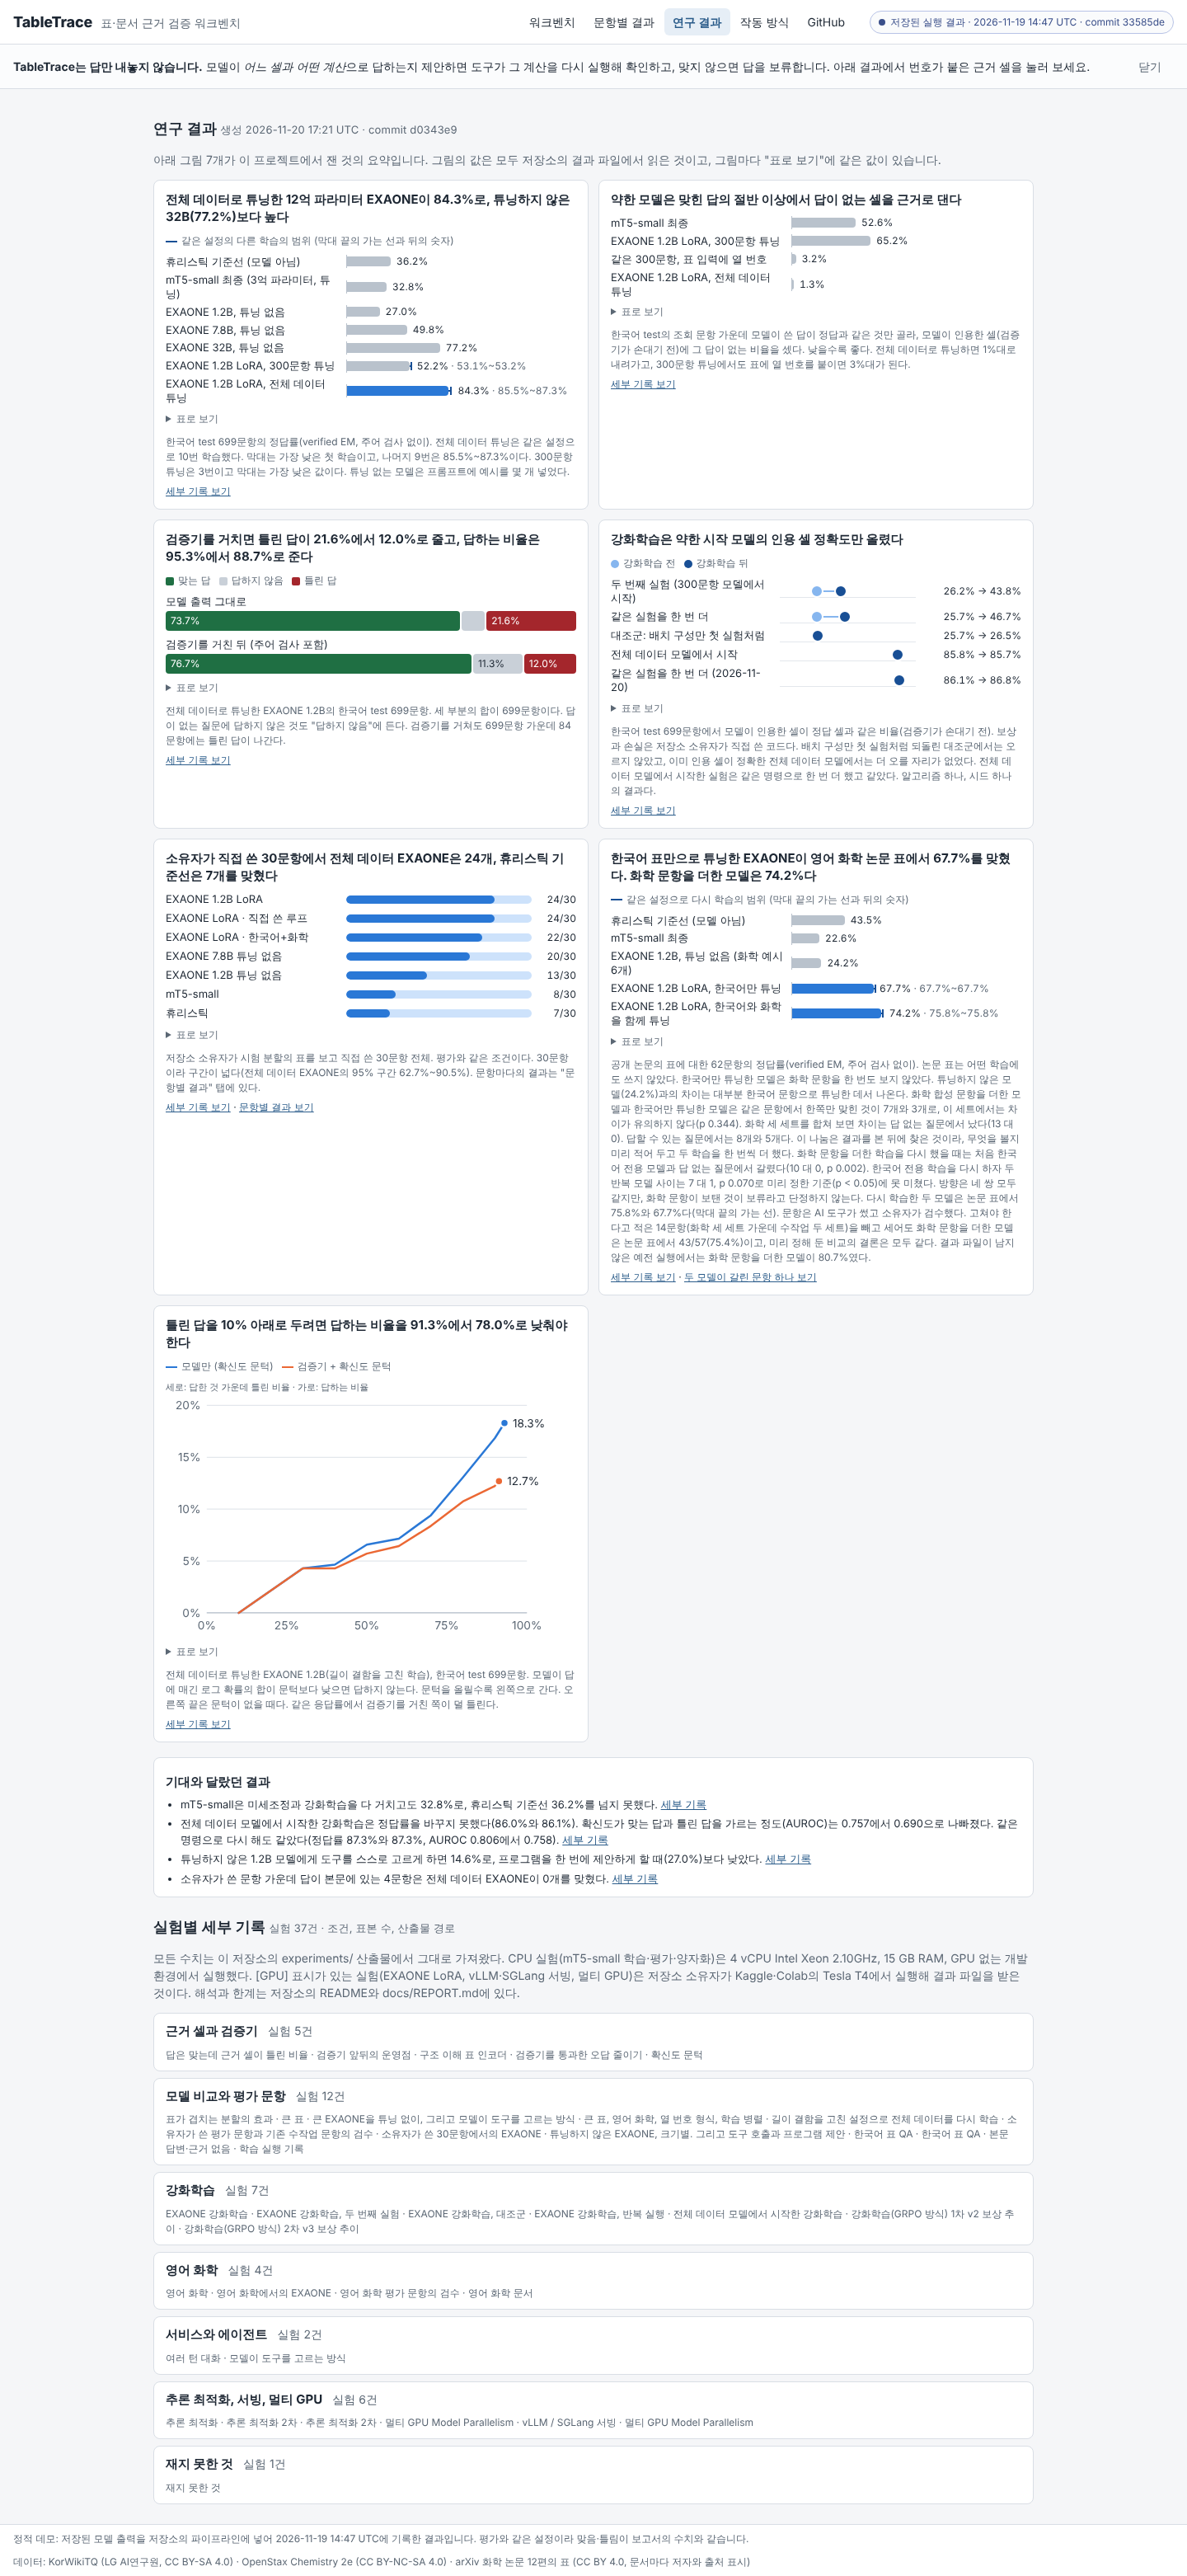 TableTrace 표·문서 근거 검증 워크벤치
워크벤치 문항별 결과 연구 결과 작동 방식 GitHub
저장된 실행 결과 · 2026-11-19 14:47 UTC · commit 33585de
TableTrace는 답만 내놓지 않습니다. 모델이 어느 셀과 어떤 계산으로 답하는지 제안하면 도구가 그 계산을 다시 실행해 확인하고, 맞지 않으면 답을 보류합니다. 아래 결과에서 번호가 붙은 근거 셀을 눌러 보세요.
닫기
연구 결과 생성 2026-11-20 17:21 UTC · commit d0343e9
아래 그림 7개가 이 프로젝트에서 잰 것의 요약입니다. 그림의 값은 모두 저장소의 결과 파일에서 읽은 것이고, 그림마다 "표로 보기"에 같은 값이 있습니다.
전체 데이터로 튜닝한 12억 파라미터 EXAONE이 84.3%로, 튜닝하지 않은
32B(77.2%)보다 높다
같은 설정의 다른 학습의 범위 (막대 끝의 가는 선과 뒤의 숫자)
휴리스틱 기준선 (모델 아님) 36.2%
mT5-small 최종 (3억 파라미터, 튜
닝) 32.8%
EXAONE 1.2B, 튜닝 없음 27.0%
EXAONE 7.8B, 튜닝 없음 49.8%
EXAONE 32B, 튜닝 없음 77.2%
EXAONE 1.2B LoRA, 300문항 튜닝 52.2% · 53.1%~53.2%
EXAONE 1.2B LoRA, 전체 데이터
튜닝 84.3% · 85.5%~87.3%
▶ 표로 보기
한국어 test 699문항의 정답률(verified EM, 주어 검사 없이). 전체 데이터 튜닝은 같은 설정으
로 10번 학습했다. 막대는 가장 낮은 첫 학습이고, 나머지 9번은 85.5%~87.3%이다. 300문항
튜닝은 3번이고 막대는 가장 낮은 값이다. 튜닝 없는 모델은 프롬프트에 예시를 몇 개 넣었다.
세부 기록 보기
약한 모델은 맞힌 답의 절반 이상에서 답이 없는 셀을 근거로 댄다
mT5-small 최종 52.6%
EXAONE 1.2B LoRA, 300문항 튜닝 65.2%
같은 300문항, 표 입력에 열 번호 3.2%
EXAONE 1.2B LoRA, 전체 데이터
튜닝 1.3%
▶ 표로 보기
한국어 test의 조회 문항 가운데 모델이 쓴 답이 정답과 같은 것만 골라, 모델이 인용한 셀(검증
기가 손대기 전)에 그 답이 없는 비율을 셌다. 낮을수록 좋다. 전체 데이터로 튜닝하면 1%대로
내려가고, 300문항 튜닝에서도 표에 열 번호를 붙이면 3%대가 된다.
세부 기록 보기
검증기를 거치면 틀린 답이 21.6%에서 12.0%로 줄고, 답하는 비율은
95.3%에서 88.7%로 준다
맞는 답 답하지 않음 틀린 답
모델 출력 그대로
73.7% 21.6%
검증기를 거친 뒤 (주어 검사 포함)
76.7% 11.3% 12.0%
▶ 표로 보기
전체 데이터로 튜닝한 EXAONE 1.2B의 한국어 test 699문항. 세 부분의 합이 699문항이다. 답
이 없는 질문에 답하지 않은 것도 "답하지 않음"에 든다. 검증기를 거쳐도 699문항 가운데 84
문항에는 틀린 답이 나간다.
세부 기록 보기
강화학습은 약한 시작 모델의 인용 셀 정확도만 올렸다
강화학습 전 강화학습 뒤
두 번째 실험 (300문항 모델에서
시작) 26.2% → 43.8%
같은 실험을 한 번 더 25.7% → 46.7%
대조군: 배치 구성만 첫 실험처럼 25.7% → 26.5%
전체 데이터 모델에서 시작 85.8% → 85.7%
같은 실험을 한 번 더 (2026-11-
20) 86.1% → 86.8%
▶ 표로 보기
한국어 test 699문항에서 모델이 인용한 셀이 정답 셀과 같은 비율(검증기가 손대기 전). 보상
과 손실은 저장소 소유자가 직접 쓴 코드다. 배치 구성만 첫 실험처럼 되돌린 대조군에서는 오
르지 않았고, 이미 인용 셀이 정확한 전체 데이터 모델에서는 더 오를 자리가 없었다. 전체 데
이터 모델에서 시작한 실험은 같은 명령으로 한 번 더 했고 같았다. 알고리즘 하나, 시드 하나
의 결과다.
세부 기록 보기
소유자가 직접 쓴 30문항에서 전체 데이터 EXAONE은 24개, 휴리스틱 기
준선은 7개를 맞혔다
EXAONE 1.2B LoRA 24/30
EXAONE LoRA · 직접 쓴 루프 24/30
EXAONE LoRA · 한국어+화학 22/30
EXAONE 7.8B 튜닝 없음 20/30
EXAONE 1.2B 튜닝 없음 13/30
mT5-small 8/30
휴리스틱 7/30
▶ 표로 보기
저장소 소유자가 시험 분할의 표를 보고 직접 쓴 30문항 전체. 평가와 같은 조건이다. 30문항
이라 구간이 넓다(전체 데이터 EXAONE의 95% 구간 62.7%~90.5%). 문항마다의 결과는 "문
항별 결과" 탭에 있다.
세부 기록 보기 · 문항별 결과 보기
한국어 표만으로 튜닝한 EXAONE이 영어 화학 논문 표에서 67.7%를 맞혔
다. 화학 문항을 더한 모델은 74.2%다
같은 설정으로 다시 학습의 범위 (막대 끝의 가는 선과 뒤의 숫자)
휴리스틱 기준선 (모델 아님) 43.5%
mT5-small 최종 22.6%
EXAONE 1.2B, 튜닝 없음 (화학 예시
6개) 24.2%
EXAONE 1.2B LoRA, 한국어만 튜닝 67.7% · 67.7%~67.7%
EXAONE 1.2B LoRA, 한국어와 화학
을 함께 튜닝 74.2% · 75.8%~75.8%
▶ 표로 보기
공개 논문의 표에 대한 62문항의 정답률(verified EM, 주어 검사 없이). 논문 표는 어떤 학습에
도 쓰지 않았다. 한국어만 튜닝한 모델은 화학 문항을 한 번도 보지 않았다. 튜닝하지 않은 모
델(24.2%)과의 차이는 대부분 한국어 문항으로 튜닝한 데서 나온다. 화학 합성 문항을 더한 모
델과 한국어만 튜닝한 모델은 같은 문항에서 한쪽만 맞힌 것이 7개와 3개로, 이 세트에서는 차
이가 유의하지 않다(p 0.344). 화학 세 세트를 합쳐 보면 차이는 답 없는 질문에서 났다(13 대
0). 답할 수 있는 질문에서는 8개와 5개다. 이 나눔은 결과를 본 뒤에 찾은 것이라, 무엇을 볼지
미리 적어 두고 두 학습을 한 번씩 더 했다. 화학 문항을 더한 학습을 다시 했을 때는 처음 한국
어 전용 모델과 답 없는 질문에서 갈렸다(10 대 0, p 0.002). 한국어 전용 학습을 다시 하자 두
반복 모델 사이는 7 대 1, p 0.070로 미리 정한 기준(p < 0.05)에 못 미쳤다. 방향은 네 쌍 모두
같지만, 화학 문항이 보탠 것이 보류라고 단정하지 않는다. 다시 학습한 두 모델은 논문 표에서
75.8%와 67.7%다(막대 끝의 가는 선). 문항은 AI 도구가 썼고 소유자가 검수했다. 고쳐야 한
다고 적은 14문항(화학 세 세트 가운데 수작업 두 세트)을 빼고 세어도 화학 문항을 더한 모델
은 논문 표에서 43/57(75.4%)이고, 미리 정해 둔 비교의 결론은 모두 같다. 결과 파일이 남지
않은 예전 실행에서는 화학 문항을 더한 모델이 80.7%였다.
세부 기록 보기 · 두 모델이 갈린 문항 하나 보기
틀린 답을 10% 아래로 두려면 답하는 비율을 91.3%에서 78.0%로 낮춰야
한다
모델만 (확신도 문턱) 검증기 + 확신도 문턱
세로: 답한 것 가운데 틀린 비율 · 가로: 답하는 비율
20%
18.3%
15%
12.7%
10%
5%
0%
0% 25% 50% 75% 100%
▶ 표로 보기
전체 데이터로 튜닝한 EXAONE 1.2B(길이 결함을 고친 학습), 한국어 test 699문항. 모델이 답
에 매긴 로그 확률의 합이 문턱보다 낮으면 답하지 않는다. 문턱을 올릴수록 왼쪽으로 간다. 오
른쪽 끝은 문턱이 없을 때다. 같은 응답률에서 검증기를 거친 쪽이 덜 틀린다.
세부 기록 보기
기대와 달랐던 결과
• mT5-small은 미세조정과 강화학습을 다 거치고도 32.8%로, 휴리스틱 기준선 36.2%를 넘지 못했다. 세부 기록
• 전체 데이터 모델에서 시작한 강화학습은 정답률을 바꾸지 못했다(86.0%와 86.1%). 확신도가 맞는 답과 틀린 답을 가르는 정도(AUROC)는 0.757에서 0.690으로 나빠졌다. 같은
명령으로 다시 해도 같았다(정답률 87.3%와 87.3%, AUROC 0.806에서 0.758). 세부 기록
• 튜닝하지 않은 1.2B 모델에게 도구를 스스로 고르게 하면 14.6%로, 프로그램을 한 번에 제안하게 할 때(27.0%)보다 낮았다. 세부 기록
• 소유자가 쓴 문항 가운데 답이 본문에 있는 4문항은 전체 데이터 EXAONE이 0개를 맞혔다. 세부 기록
실험별 세부 기록 실험 37건 · 조건, 표본 수, 산출물 경로
모든 수치는 이 저장소의 experiments/ 산출물에서 그대로 가져왔다. CPU 실험(mT5-small 학습·평가·양자화)은 4 vCPU Intel Xeon 2.10GHz, 15 GB RAM, GPU 없는 개발
환경에서 실행했다. [GPU] 표시가 있는 실험(EXAONE LoRA, vLLM·SGLang 서빙, 멀티 GPU)은 저장소 소유자가 Kaggle·Colab의 Tesla T4에서 실행해 결과 파일을 받은
것이다. 해석과 한계는 저장소의 README와 docs/REPORT.md에 있다.
근거 셀과 검증기 실험 5건
답은 맞는데 근거 셀이 틀린 비율 · 검증기 앞뒤의 운영점 · 구조 이해 표 인코더 · 검증기를 통과한 오답 줄이기 · 확신도 문턱
모델 비교와 평가 문항 실험 12건
표가 겹치는 분할의 효과 · 큰 표 · 큰 EXAONE을 튜닝 없이, 그리고 모델이 도구를 고르는 방식 · 큰 표, 영어 화학, 열 번호 형식, 학습 병렬 · 길이 결함을 고친 설정으로 전체 데이터를 다시 학습 · 소
유자가 쓴 평가 문항과 기존 수작업 문항의 검수 · 소유자가 쓴 30문항에서의 EXAONE · 튜닝하지 않은 EXAONE, 크기별. 그리고 도구 호출과 프로그램 제안 · 한국어 표 QA · 한국어 표 QA · 본문
답변·근거 없음 · 학습 실행 기록
강화학습 실험 7건
EXAONE 강화학습 · EXAONE 강화학습, 두 번째 실험 · EXAONE 강화학습, 대조군 · EXAONE 강화학습, 반복 실행 · 전체 데이터 모델에서 시작한 강화학습 · 강화학습(GRPO 방식) 1차 v2 보상 추
이 · 강화학습(GRPO 방식) 2차 v3 보상 추이
영어 화학 실험 4건
영어 화학 · 영어 화학에서의 EXAONE · 영어 화학 평가 문항의 검수 · 영어 화학 문서
서비스와 에이전트 실험 2건
여러 턴 대화 · 모델이 도구를 고르는 방식
추론 최적화, 서빙, 멀티 GPU 실험 6건
추론 최적화 · 추론 최적화 2차 · 추론 최적화 2차 · 멀티 GPU Model Parallelism · vLLM / SGLang 서빙 · 멀티 GPU Model Parallelism
재지 못한 것 실험 1건
재지 못한 것
정적 데모: 저장된 모델 출력을 저장소의 파이프라인에 넣어 2026-11-19 14:47 UTC에 기록한 결과입니다. 평가와 같은 설정이라 맞음·틀림이 보고서의 수치와 같습니다.
데이터: KorWikiTQ (LG AI연구원, CC BY-SA 4.0) · OpenStax Chemistry 2e (CC BY-NC-SA 4.0) · arXiv 화학 논문 12편의 표 (CC BY 4.0, 문서마다 저자와 출처 표시)